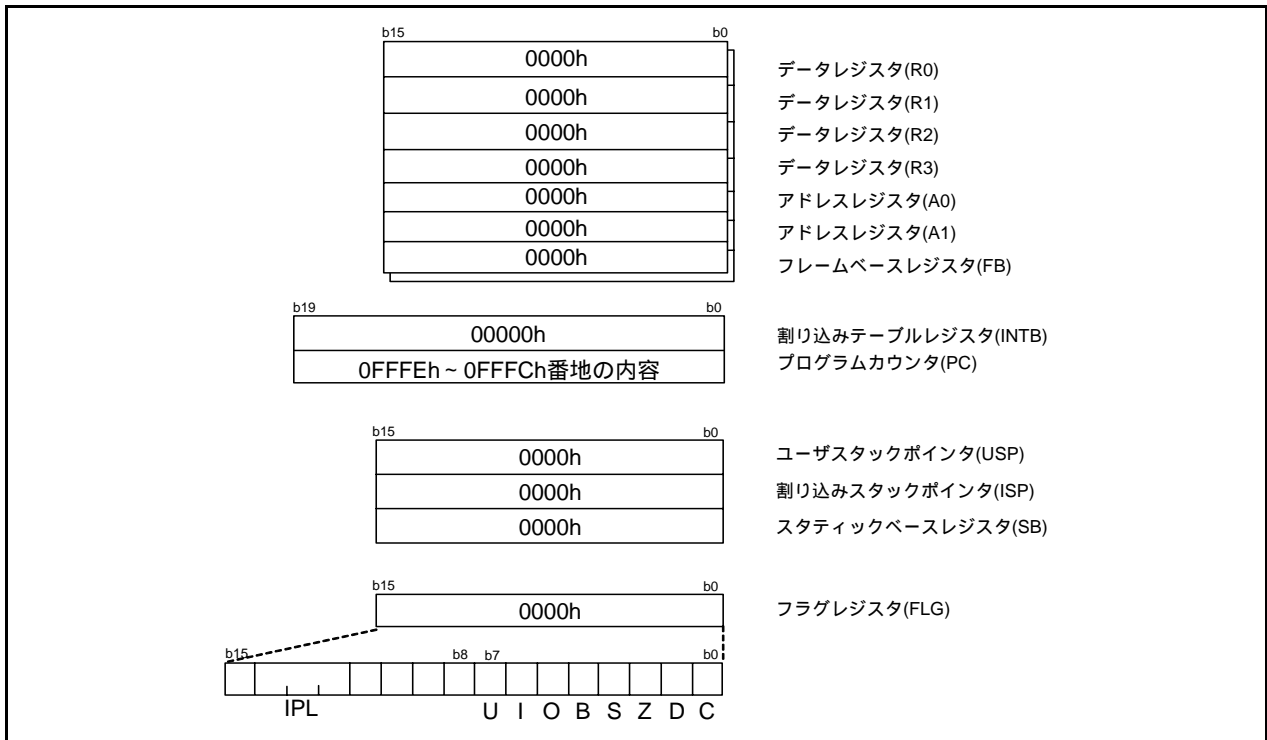 b15 b0
0000h データレジスタ(R0)
0000h データレジスタ(R1)
0000h データレジスタ(R2)
0000h データレジスタ(R3)
0000h アドレスレジスタ(A0)
0000h アドレスレジスタ(A1)
0000h フレームベースレジスタ(FB)
b19 b0
00000h 割り込みテーブルレジスタ(INTB)
0FFFEh ~ 0FFFCh番地の内容 プログラムカウンタ(PC)
b15 b0
0000h ユーザスタックポインタ(USP)
0000h 割り込みスタックポインタ(ISP)
0000h スタティックベースレジスタ(SB)
b15 b0
0000h フラグレジスタ(FLG)
b15 b8 b7 b0
IPL U I O B S Z D C